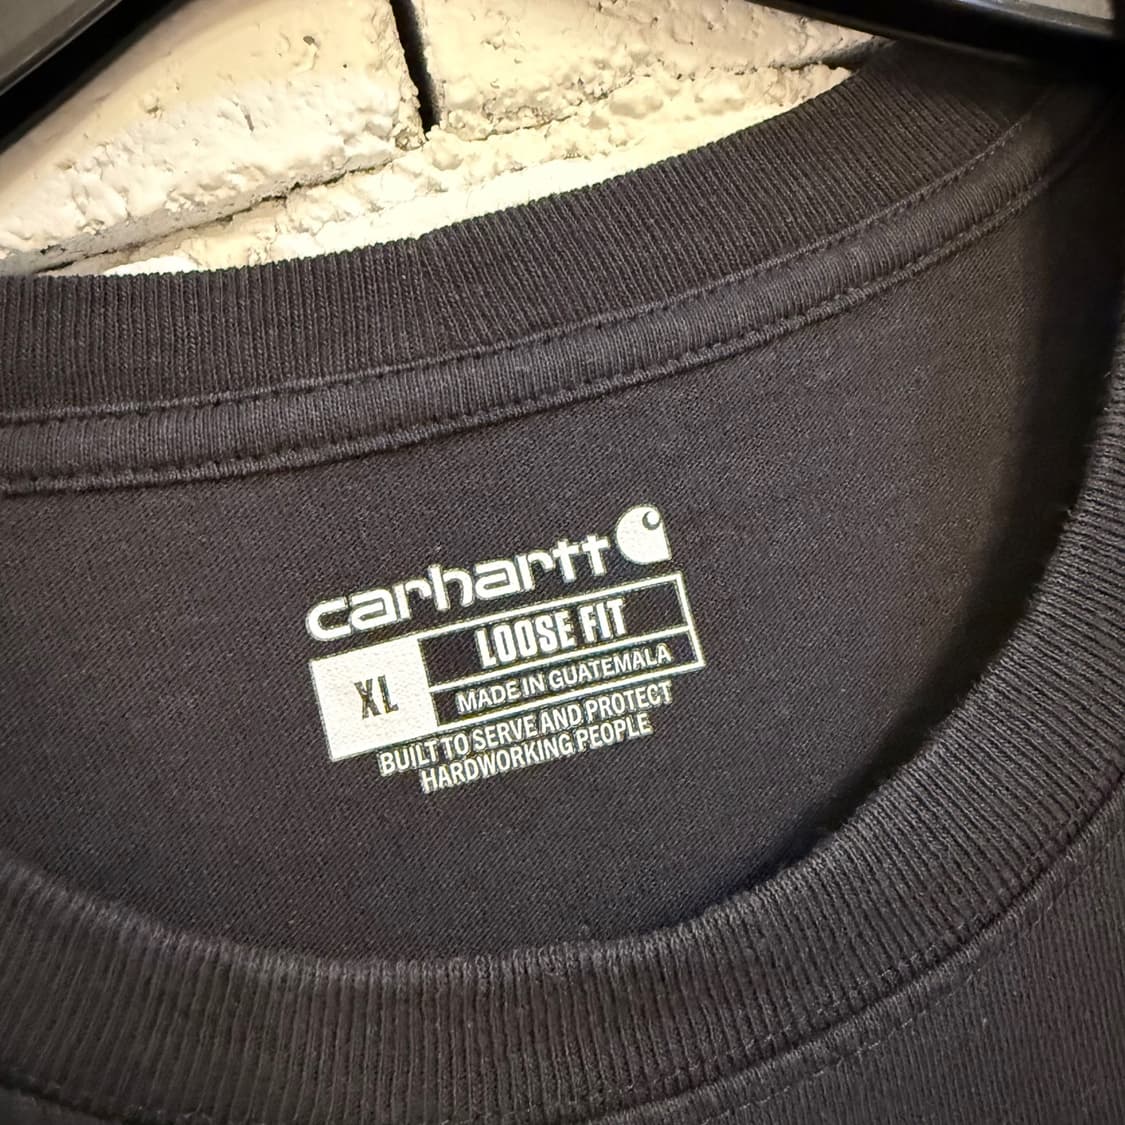 carhartt
LOOSE FIT
XL
MADE IN GUATEMALA
BUILT TO SERVE AND PROTECT
HARDWORKING PEOPLE